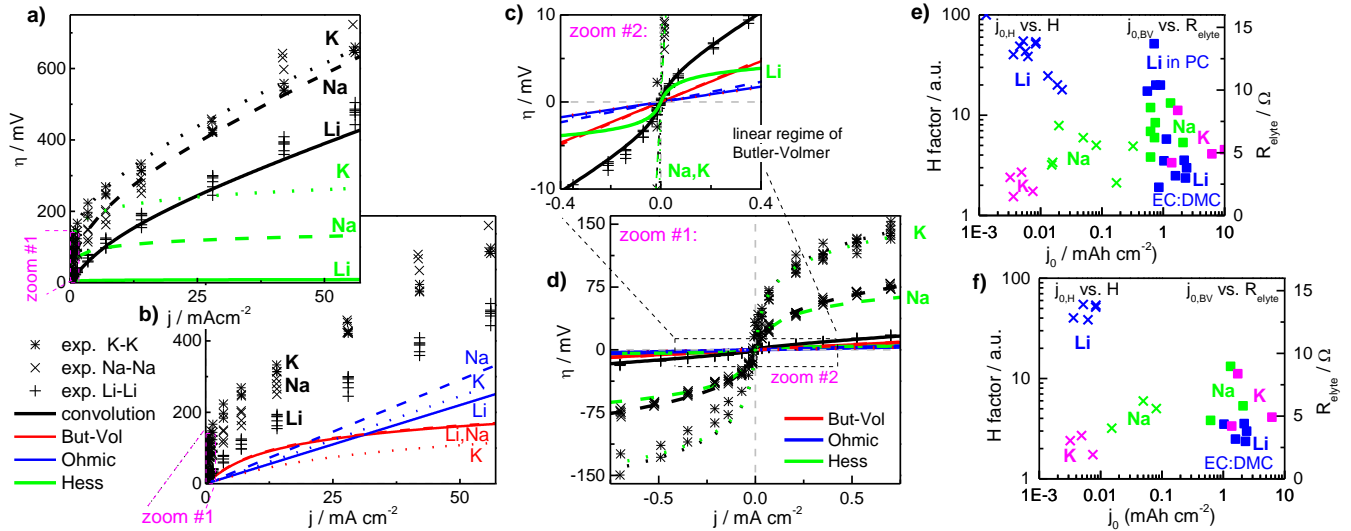 a)
η / mV
600
400
200
0
K
Na
Li
K
Na
Li
zoom #1
0
25
50
j / mAcm-2
exp. K-K
exp. Na-Na
exp. Li-Li
convolution
But-Vol
Ohmic
Hess
b)
400
200
0
K
Na
Li
Na
K
Li
Li,Na
K
0
25
50
j / mA cm-2
zoom #1
c)
zoom #2:
η / mV
10
0
-10
Li
Na,K
-0.4
0.0
0.4
linear regime of
Butler-Volmer
d)
zoom #1:
η / mV
150
75
0
-75
-150
K
Na
zoom #2
But-Vol
Ohmic
Hess
-0.5
0.0
0.5
j / mA cm-2
e)
j0,H vs. H
j0,BV vs. Relyte
H factor / a.u.
100
10
1
Li
Na
K
Li in PC
Na
K
Li
EC:DMC
15
10
5
0
Relyte / Ω
1E-3
0.01
0.1
1
10
j0 / mAh cm-2
f)
j0,H vs. H
j0,BV vs. Relyte
H factor / a.u.
100
10
1
Li
Na
K
Na
K
Li
EC:DMC
15
10
5
0
Relyte / Ω
1E-3
0.01
0.1
1
10
j0 (mAh cm-2)